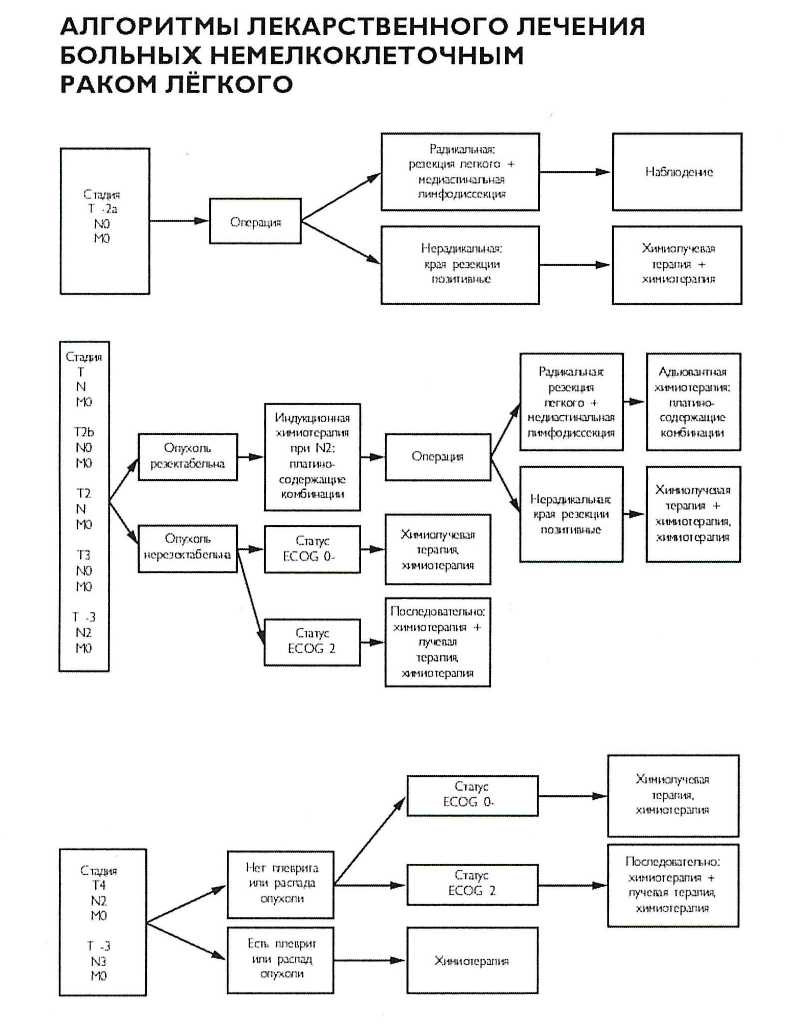 АЛГОРИТМЫ ЛЕКАРСТВЕННОГО ЛЕЧЕНИЯ
БОЛЬНЫХ НЕМЕЛКОКЛЕТОЧНЫМ
РАКОМ ЛЁГКОГО
Стадия
T -2a
N0
M0
Операция
Радикальная:
резекция легкого +
медиастинальная
лимфодиссекция
Наблюдение
Нерадикальная:
края резекции
позитивные
Химиолучевая
терапия +
химиотерапия
Стадия
T
N
M0
T2b
N0
M0
T2
N
M0
T3
N0
M0
T -3
N2
M0
Опухоль
резектабельна
Индукционная
химиотерапия
при N2:
платино-
содержащие
комбинации
Операция
Радикальная:
резекция
легкого +
медиастинальная
лимфодиссекция
Адъювантная
химиотерапия:
платино-
содержащие
комбинации
Нерадикальная:
края резекции
позитивные
Химиолучевая
терапия +
химиотерапия,
химиотерапия
Опухоль
нерезектабельна
Статус
ECOG 0-
Химиолучевая
терапия,
химиотерапия
Статус
ECOG 2
Последовательно:
химиотерапия +
лучевая
терапия,
химиотерапия
Стадия
T4
N2
M0
T -3
N3
M0
Нет плеврита
или распада
опухоли
Статус
ECOG 0-
Химиолучевая
терапия,
химиотерапия
Статус
ECOG 2
Последовательно:
химиотерапия +
лучевая терапия,
химиотерапия
Есть плеврит
или распад
опухоли
Химиотерапия